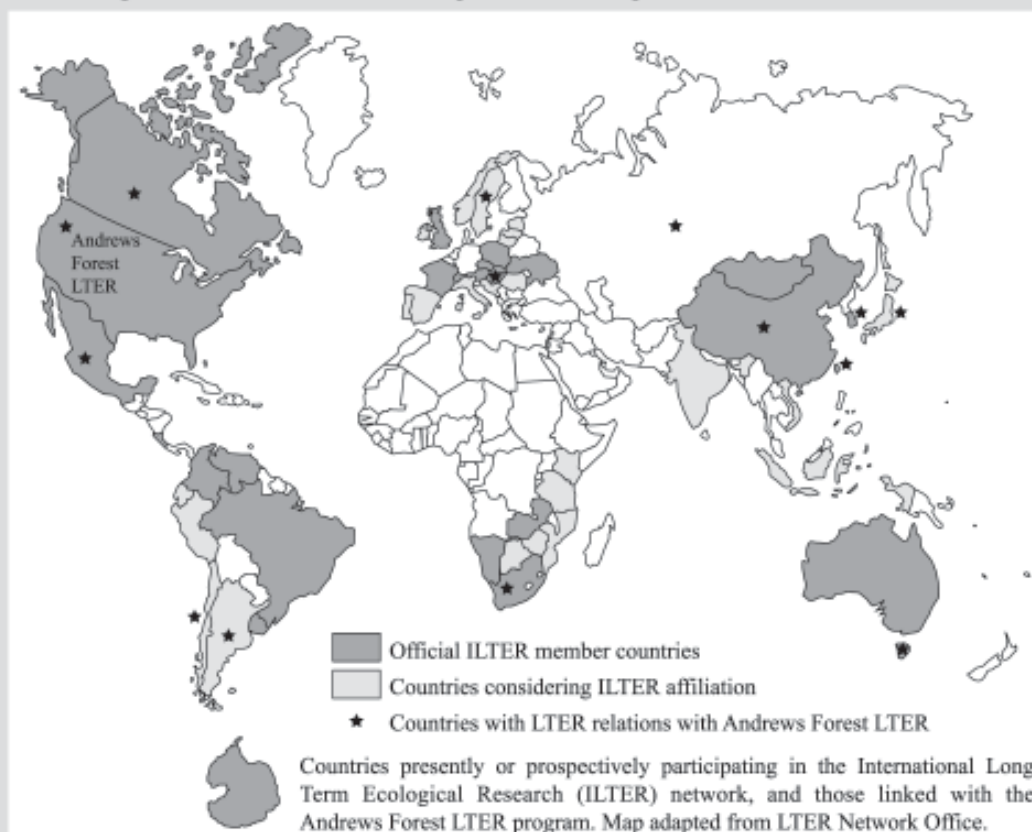 Andrews
Forest
LTER
Official ILTER member countries
Countries considering ILTER affiliation
Countries with LTER relations with Andrews Forest LTER
Countries presently or prospectively participating in the International Long
Term Ecological Research (ILTER) network, and those linked with the
Andrews Forest LTER program. Map adapted from LTER Network Office.